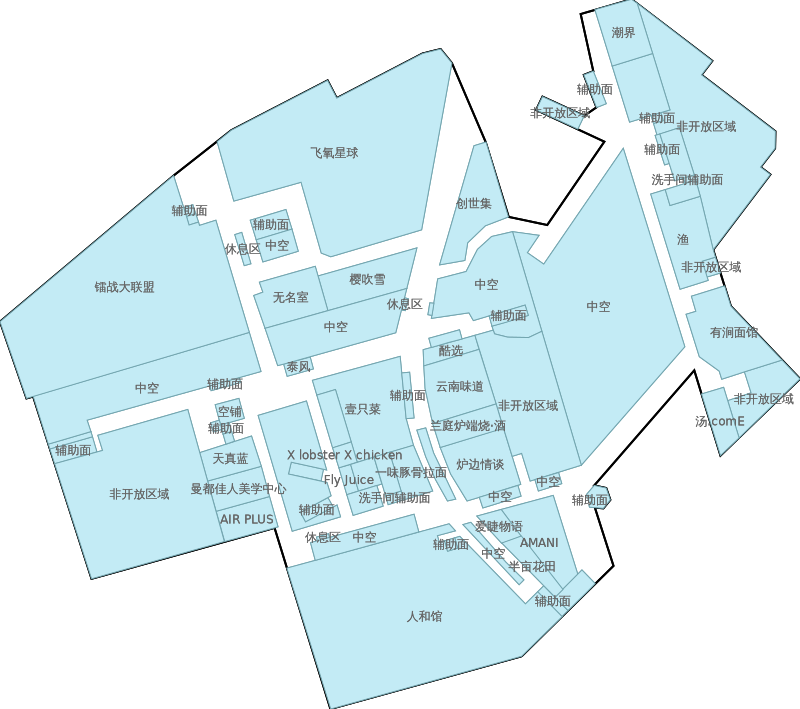 潮界
辅助面
非开放区域
辅助面
非开放区域
辅助面
飞氧星球
洗手间辅助面
创世集
辅助面
辅助面
渔
休息区
中空
非开放区域
樱吹雪
镭战大联盟
中空
无名室
休息区
中空
辅助面
中空
有涧面馆
酷选
泰风
中空
辅助面
云南味道
辅助面
非开放区域
非开放区域
空铺
壹只菜
汤.comE
辅助面
兰庭炉端烧·酒
辅助面
天真蓝
X lobster X chicken
炉边情谈
一味豚骨拉面
Fly Juice
中空
曼都佳人美学中心
非开放区域
洗手间辅助面
中空
辅助面
辅助面
AIR PLUS
爱睫物语
休息区
中空
辅助面
AMANI
中空
半亩花田
辅助面
人和馆